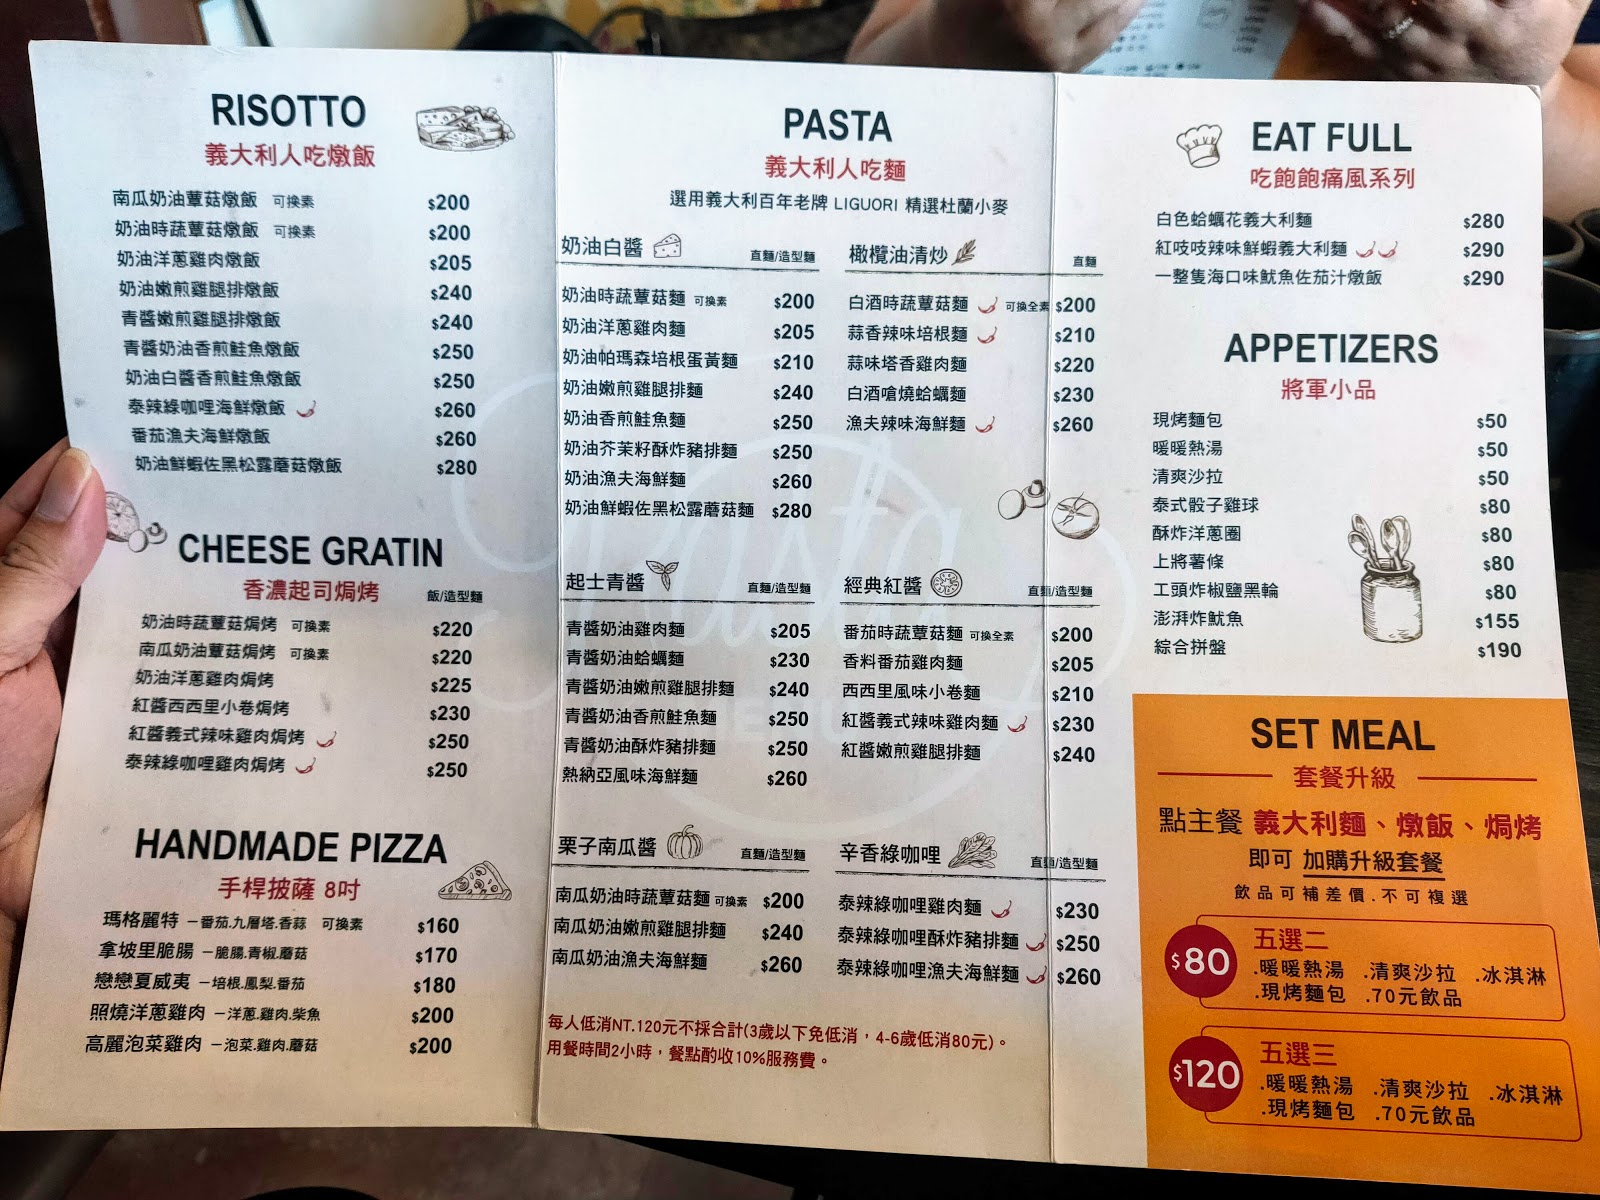 RISOTTO
義大利人吃燉飯
南瓜奶油蕈菇燉飯 可換素 $200
奶油時蔬蕈菇燉飯 可換素 $200
奶油洋蔥雞肉燉飯 $205
奶油嫩煎雞腿排燉飯 $240
青醬嫩煎雞腿排燉飯 $240
青醬奶油香煎鮭魚燉飯 $250
奶油白醬香煎鮭魚燉飯 $250
泰辣綠咖哩海鮮燉飯 $260
番茄漁夫海鮮燉飯 $260
奶油鮮蝦佐黑松露蘑菇燉飯 $280
CHEESE GRATIN
香濃起司焗烤 飯/造型麵
奶油時蔬蕈菇焗烤 可換素 $220
南瓜奶油蕈菇焗烤 可換素 $220
奶油洋蔥雞肉焗烤 $225
紅醬西西里小卷焗烤 $230
紅醬義式辣味雞肉焗烤 $250
泰辣綠咖哩雞肉焗烤 $250
HANDMADE PIZZA
手桿披薩 8吋
瑪格麗特 －番茄.九層塔.香蒜 可換素 $160
拿坡里脆腸 －脆腸.青椒.蘑菇 $170
戀戀夏威夷 －培根.鳳梨.番茄 $180
照燒洋蔥雞肉 －洋蔥.雞肉.柴魚 $200
高麗泡菜雞肉 －泡菜.雞肉.蘑菇 $200
PASTA
義大利人吃麵
選用義大利百年老牌 LIGUORI 精選杜蘭小麥
奶油白醬 直麵/造型麵
奶油時蔬蕈菇麵 可換素 $200
奶油洋蔥雞肉麵 $205
奶油帕瑪森培根蛋黃麵 $210
奶油嫩煎雞腿排麵 $240
奶油香煎鮭魚麵 $250
奶油芥茉籽酥炸豬排麵 $250
奶油漁夫海鮮麵 $260
奶油鮮蝦佐黑松露蘑菇麵 $280
橄欖油清炒 直麵
白酒時蔬蕈菇麵 可換全素 $200
蒜香辣味培根麵 $210
蒜味塔香雞肉麵 $220
白酒嗆燒蛤蠣麵 $230
漁夫辣味海鮮麵 $260
起士青醬 直麵/造型麵
青醬奶油雞肉麵 $205
青醬奶油蛤蠣麵 $230
青醬奶油嫩煎雞腿排麵 $240
青醬奶油香煎鮭魚麵 $250
青醬奶油酥炸豬排麵 $250
熱納亞風味海鮮麵 $260
經典紅醬 直麵/造型麵
番茄時蔬蕈菇麵 可換全素 $200
香料番茄雞肉麵 $205
西西里風味小卷麵 $210
紅醬義式辣味雞肉麵 $230
紅醬嫩煎雞腿排麵 $240
栗子南瓜醬 直麵/造型麵
南瓜奶油時蔬蕈菇麵 可換素 $200
南瓜奶油嫩煎雞腿排麵 $240
南瓜奶油漁夫海鮮麵 $260
辛香綠咖哩 直麵/造型麵
泰辣綠咖哩雞肉麵 $230
泰辣綠咖哩酥炸豬排麵 $250
泰辣綠咖哩漁夫海鮮麵 $260
每人低消NT.120元不採合計(3歲以下免低消，4-6歲低消80元)。
用餐時間2小時，餐點酌收10%服務費。
EAT FULL
吃飽飽痛風系列
白色蛤蠣花義大利麵 $280
紅吱吱辣味鮮蝦義大利麵 $290
一整隻海口味魷魚佐茄汁燉飯 $290
APPETIZERS
將軍小品
現烤麵包 $50
暖暖熱湯 $50
清爽沙拉 $50
泰式骰子雞球 $80
酥炸洋蔥圈 $80
上將薯條 $80
工頭炸椒鹽黑輪 $80
澎湃炸魷魚 $155
綜合拼盤 $190
SET MEAL
套餐升級
點主餐 義大利麵、燉飯、焗烤
即可 加購升級套餐
飲品可補差價.不可複選
$80 五選二
.暖暖熱湯 .清爽沙拉 .冰淇淋
.現烤麵包 .70元飲品
$120 五選三
.暖暖熱湯 .清爽沙拉 .冰淇淋
.現烤麵包 .70元飲品